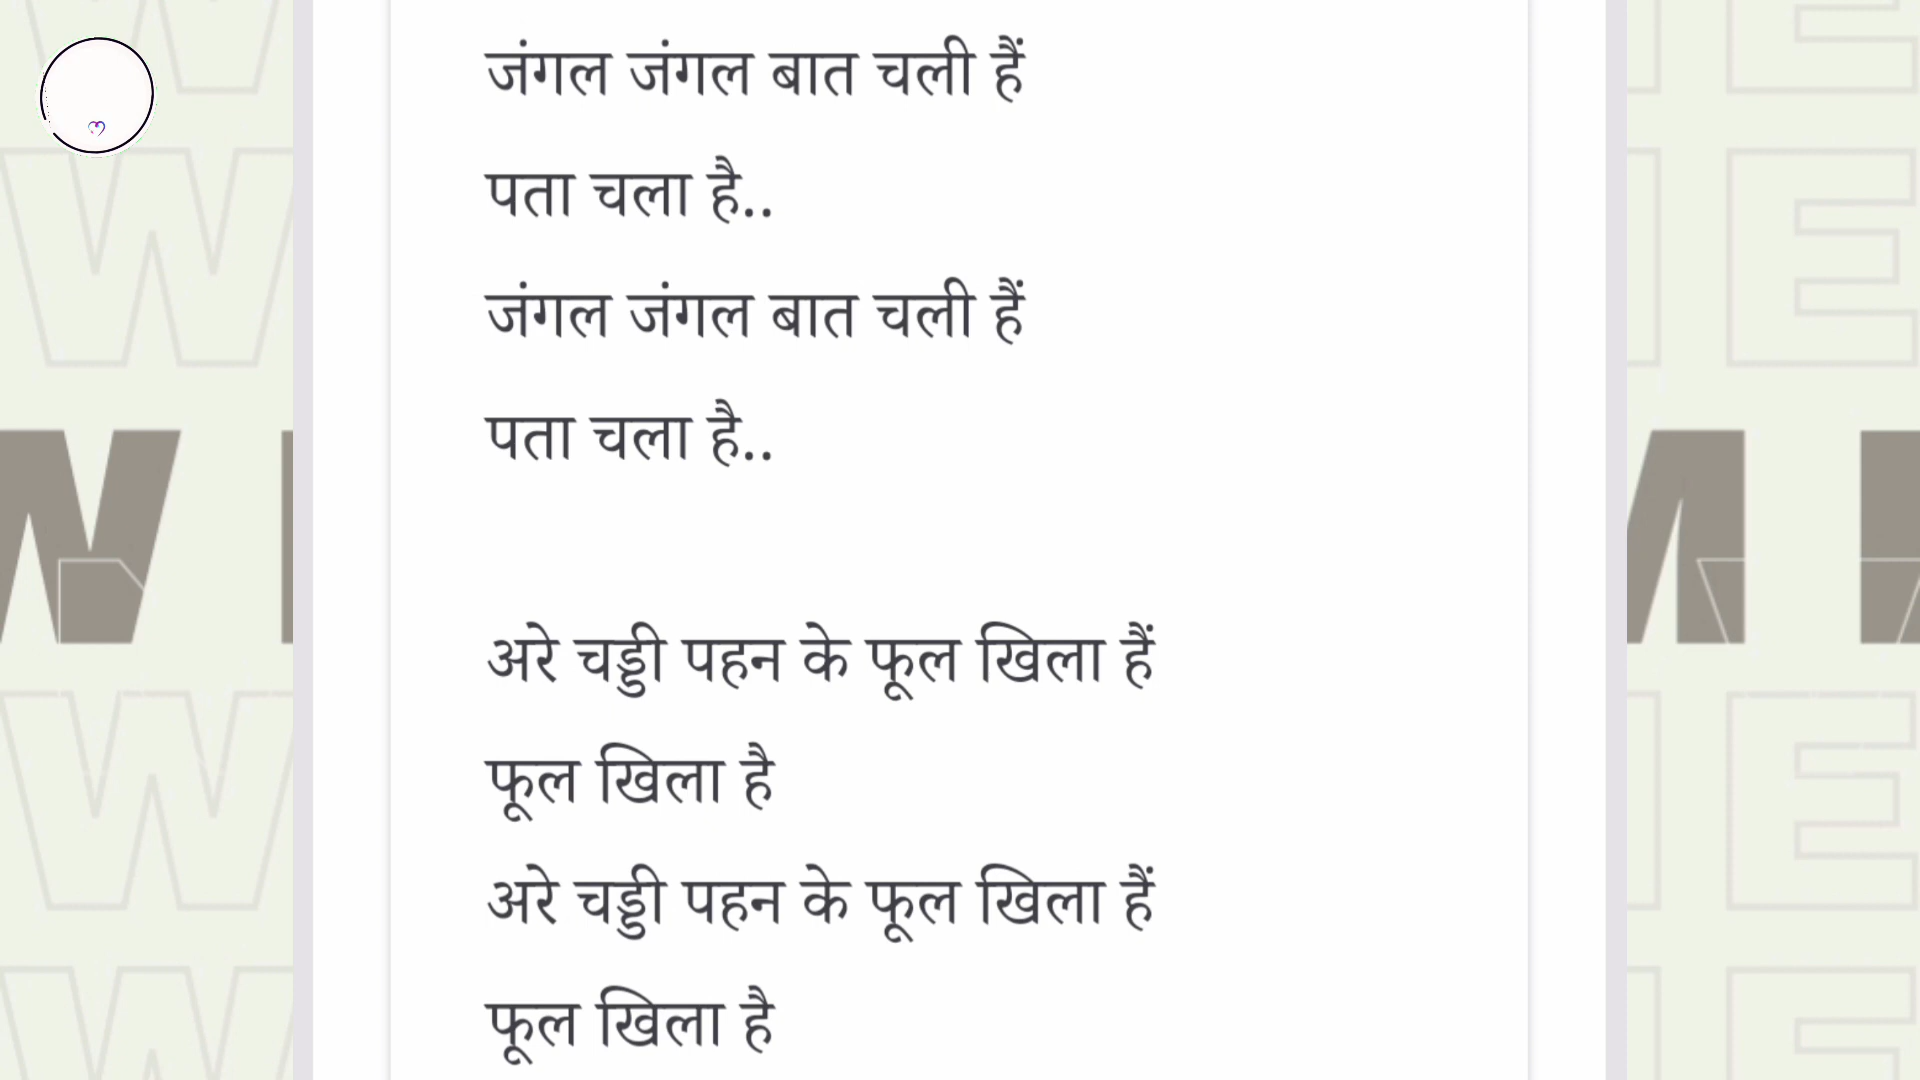 जंगल जंगल बात चली हैं
पता चला है..
जंगल जंगल बात चली हैं
पता चला है..
अरे चड्डी पहन के फूल खिला हैं
फूल खिला है
अरे चड्डी पहन के फूल खिला हैं
फूल खिला है